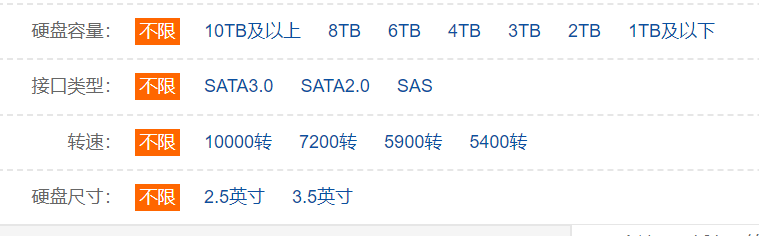 硬盘容量： 不限 10TB及以上 8TB 6TB 4TB 3TB 2TB 1TB及以下
接口类型： 不限 SATA3.0 SATA2.0 SAS
转速： 不限 10000转 7200转 5900转 5400转
硬盘尺寸： 不限 2.5英寸 3.5英寸